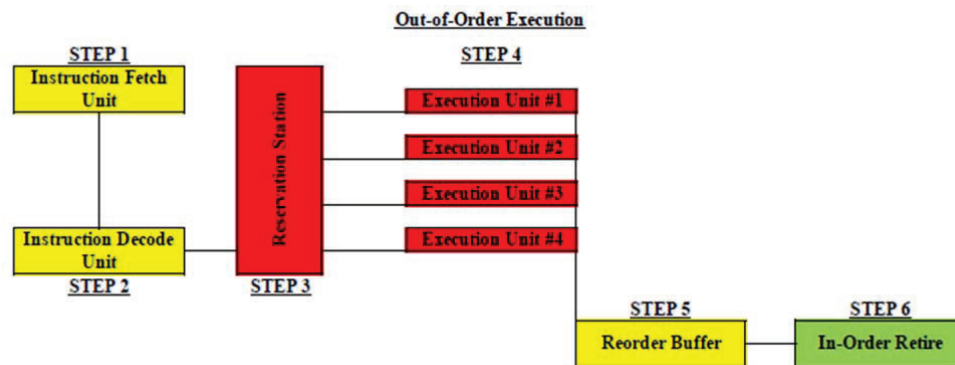 Out-of-Order Execution
STEP 1
Instruction Fetch
Unit
Instruction Decode
Unit
STEP 2
Reservation Station
STEP 3
STEP 4
Execution Unit #1
Execution Unit #2
Execution Unit #3
Execution Unit #4
STEP 5
Reorder Buffer
STEP 6
In-Order Retire